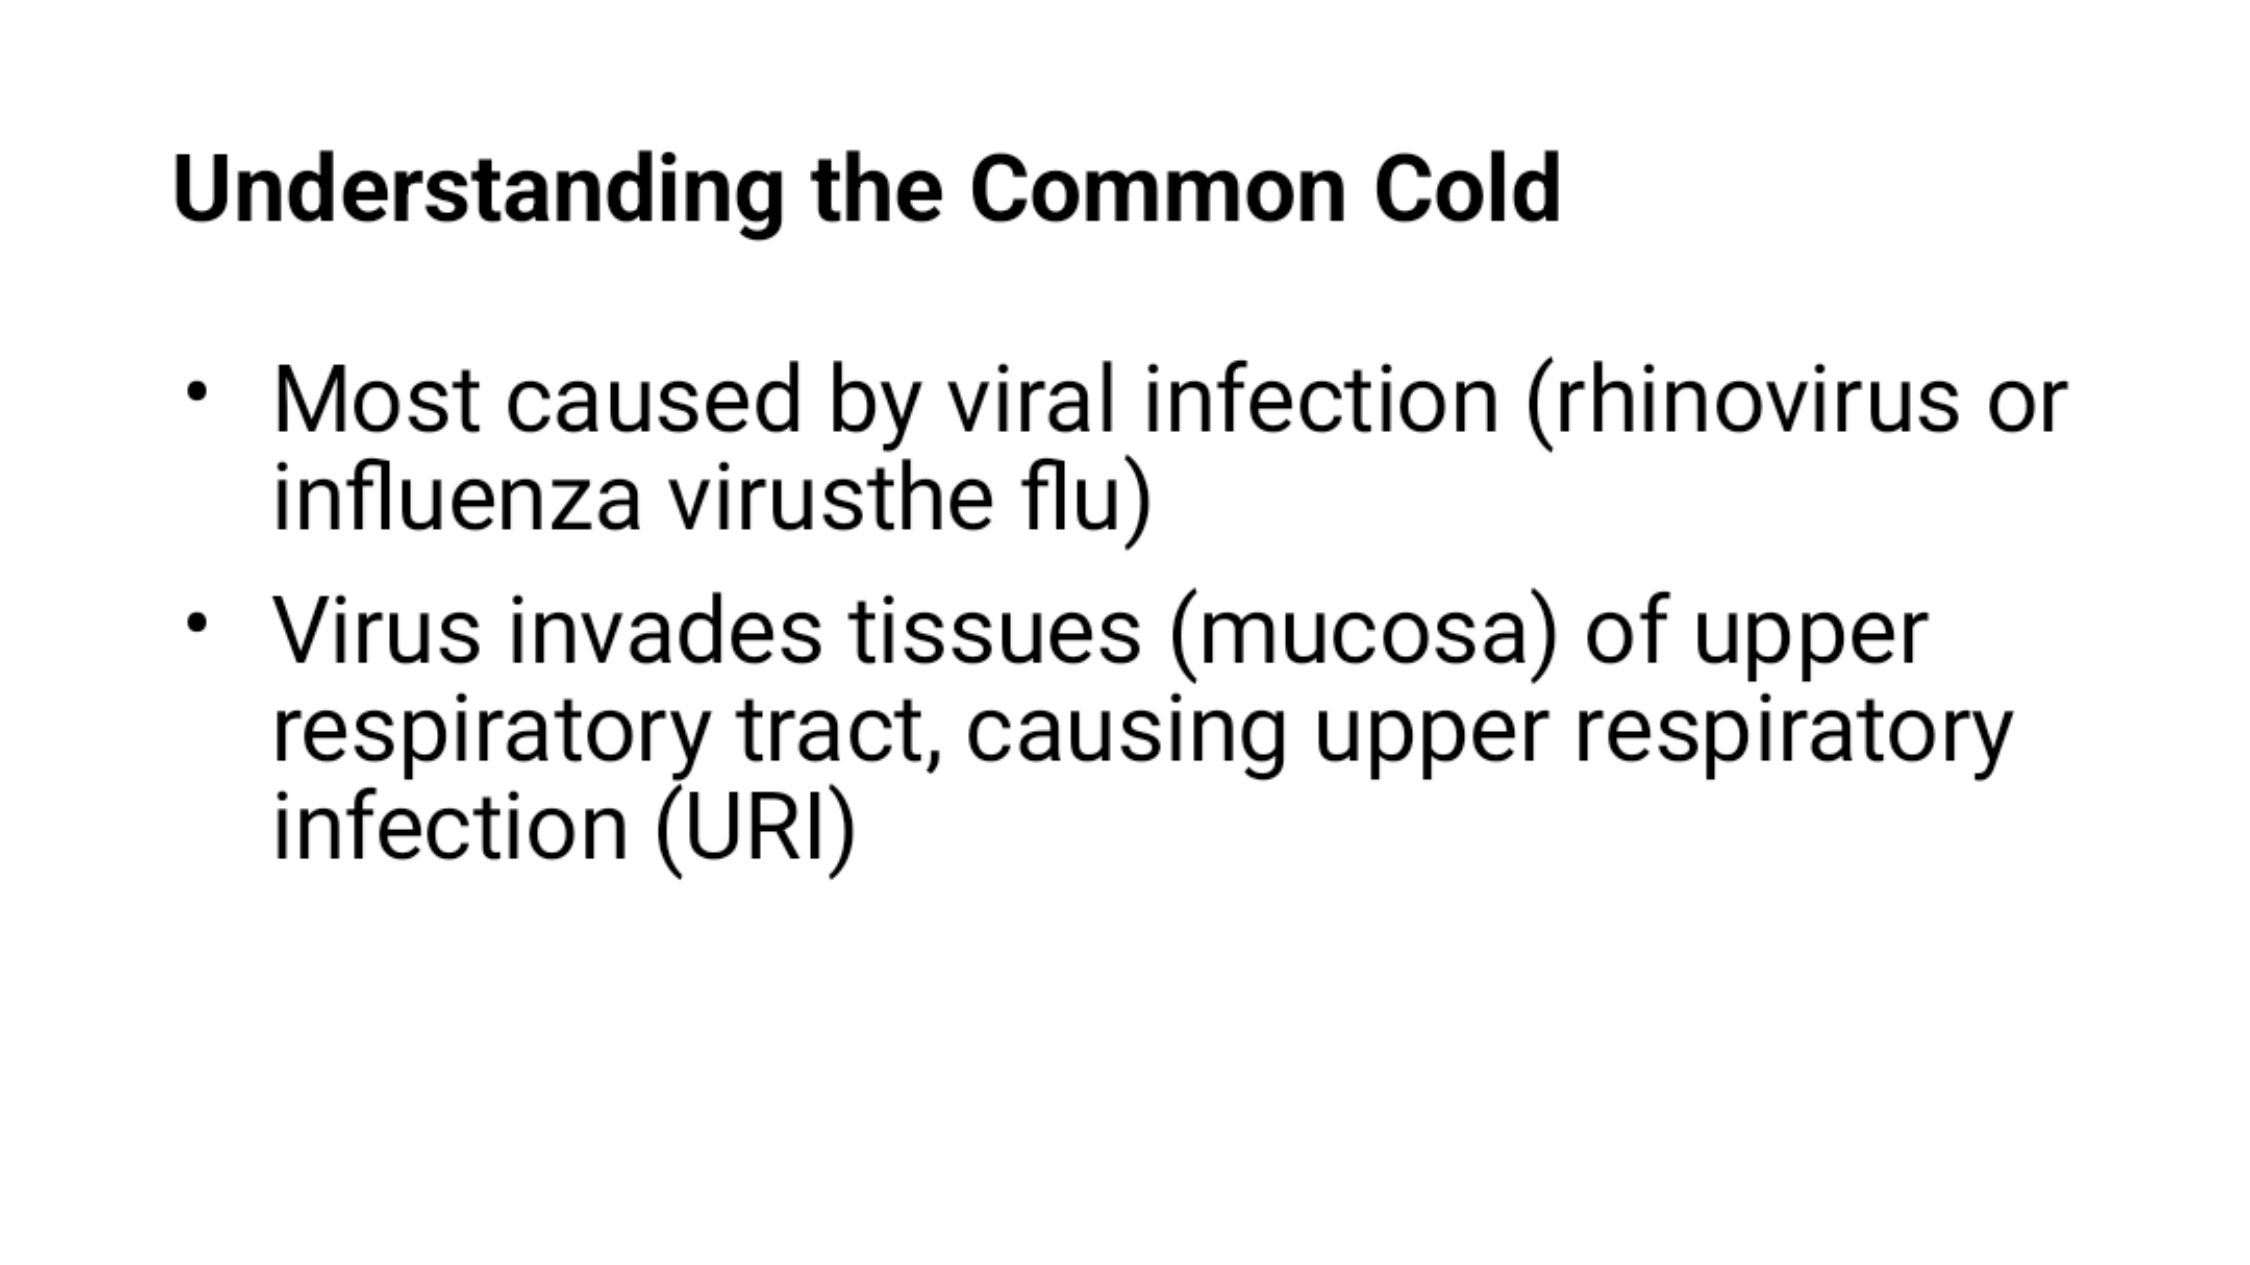 Understanding the Common Cold
• Most caused by viral infection (rhinovirus or
influenza virusthe flu)
• Virus invades tissues (mucosa) of upper
respiratory tract, causing upper respiratory
infection (URI)